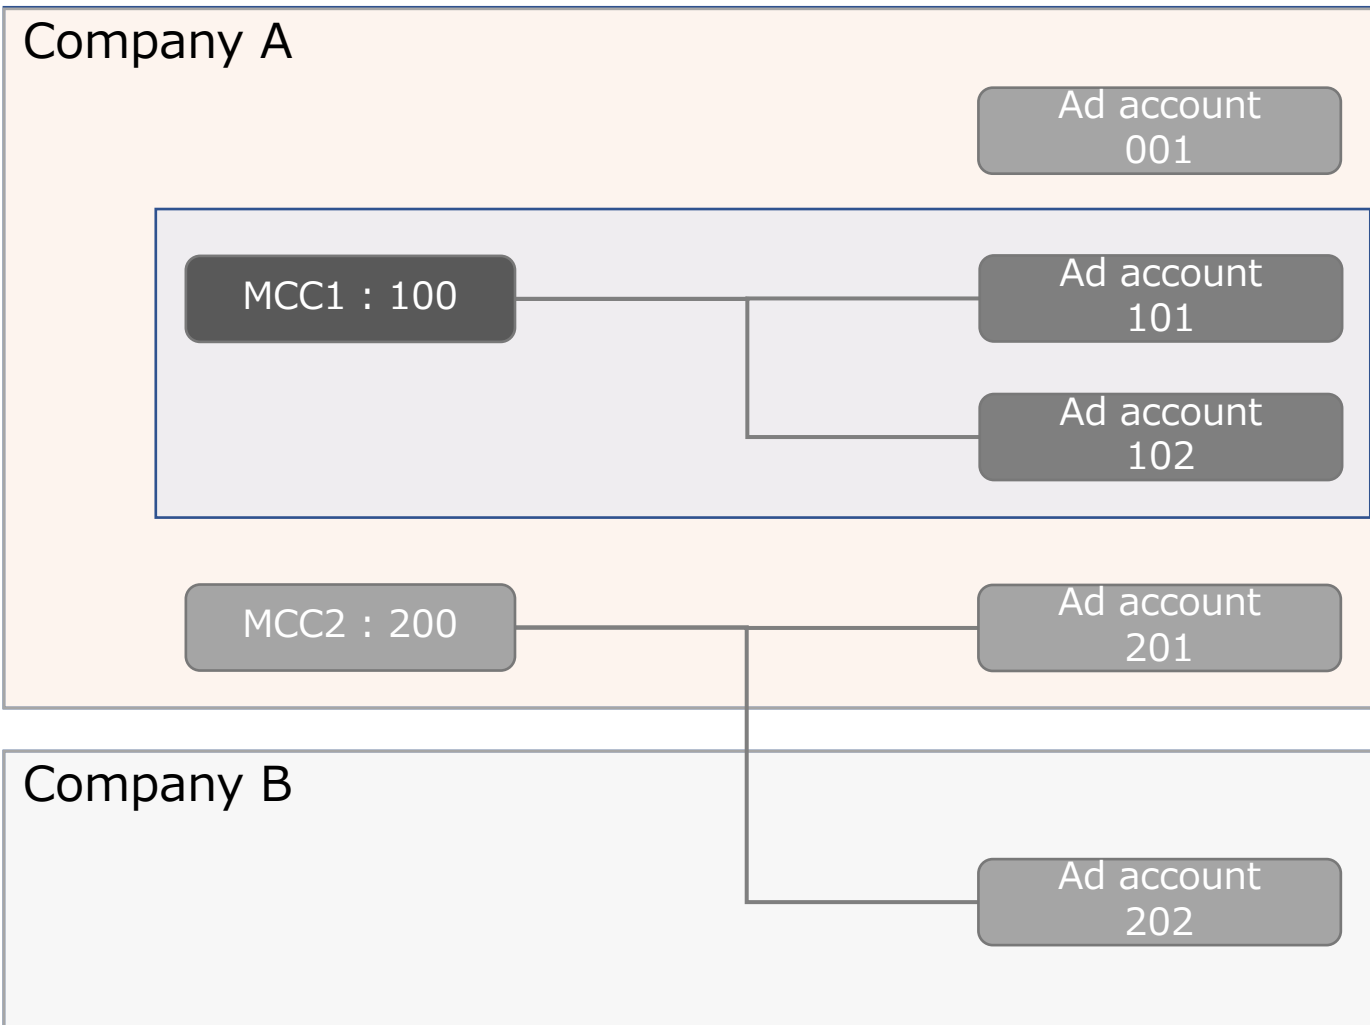 Company A
Ad account
001
MCC1 : 100
Ad account
101
Ad account
102
MCC2 : 200
Ad account
201
Company B
Ad account
202